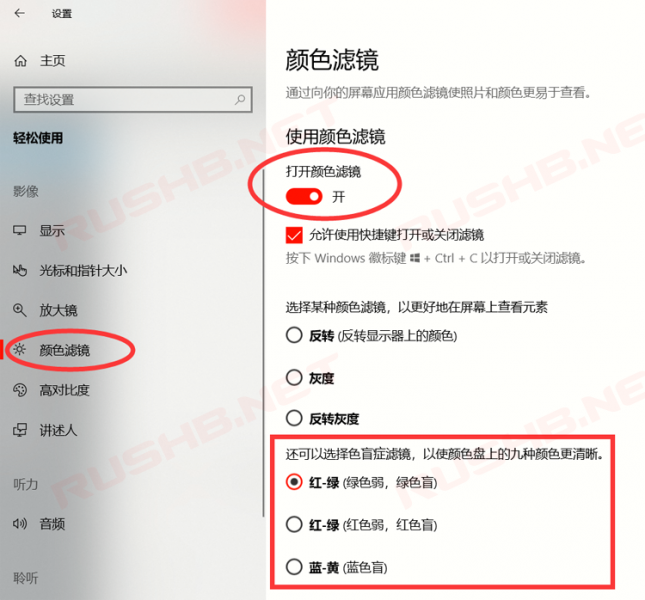 设置
主页
查找设置
轻松使用
影像
显示
光标和指针大小
放大镜
颜色滤镜
高对比度
讲述人
听力
音频
聆听
颜色滤镜
通过向你的屏幕应用颜色滤镜使照片和颜色更易于查看。
使用颜色滤镜
打开颜色滤镜
开
允许使用快捷键打开或关闭滤镜
按下 Windows 徽标键 + Ctrl + C 以打开或关闭滤镜。
选择某种颜色滤镜，以更好地在屏幕上查看元素
反转 (反转显示器上的颜色)
灰度
反转灰度
还可以选择色盲症滤镜，以使颜色盘上的九种颜色更清晰。
红-绿 (绿色弱，绿色盲)
红-绿 (红色弱，红色盲)
蓝-黄 (蓝色盲)
RUSHB.NET
RUSHB.NET
RUSHB.NET
RUSHB.NET